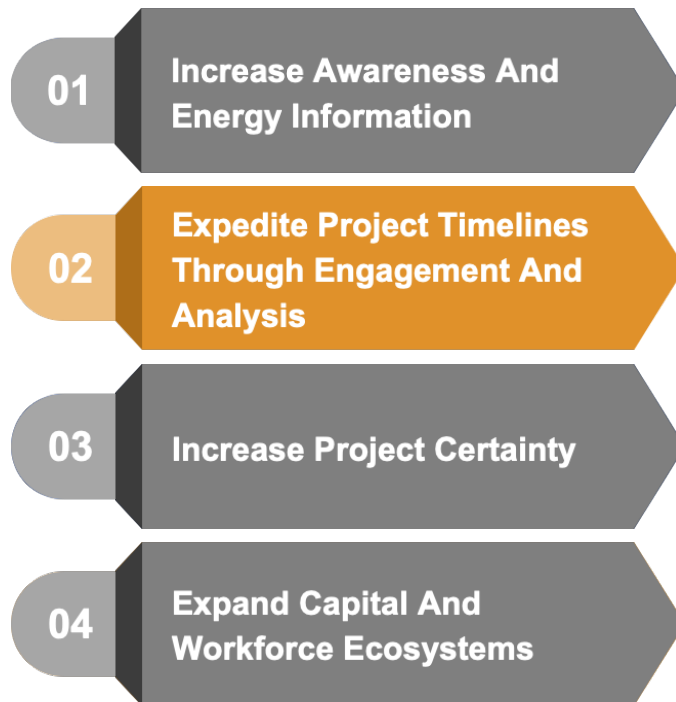 01
Increase Awareness And
Energy Information
02
Expedite Project Timelines
Through Engagement And
Analysis
03
Increase Project Certainty
04
Expand Capital And
Workforce Ecosystems